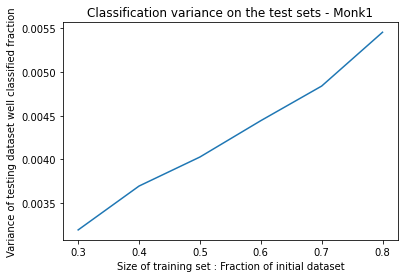 Classification variance on the test sets - Monk1
Variance of testing dataset well classified fraction
0.0055
0.0050
0.0045
0.0040
0.0035
0.3 0.4 0.5 0.6 0.7 0.8
Size of training set : Fraction of initial dataset